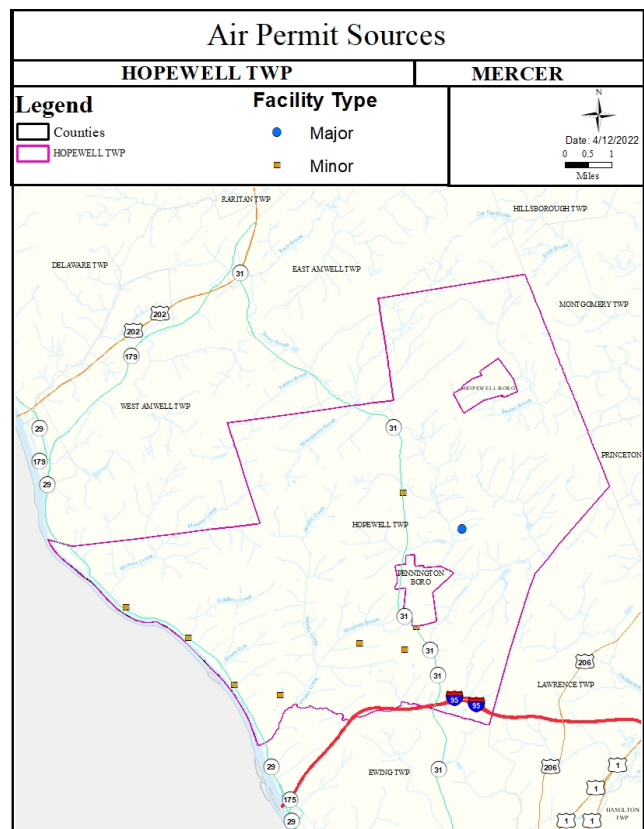 Air Permit Sources
HOPEWELL TWP
MERCER
Legend
Counties
HOPEWELL TWP
Facility Type
Major
Minor
N
Date: 4/12/2022
0 0.5 1
Miles
RARITAN TWP
HILLSBOROUGH TWP
DELAWARE TWP
EAST AMWELL TWP
31
MONTGOMERY TWP
202
202
179
HOPEWELL BORO
WEST AMWELL TWP
29
31
179
PRINCETON
29
HOPEWELL TWP
PENNINGTON
BORO
31
31
206
31
LAWRENCE TWP
95
95
29
EWING TWP
31
206
1
1
175
HAMILTON
TWP
29
1
1